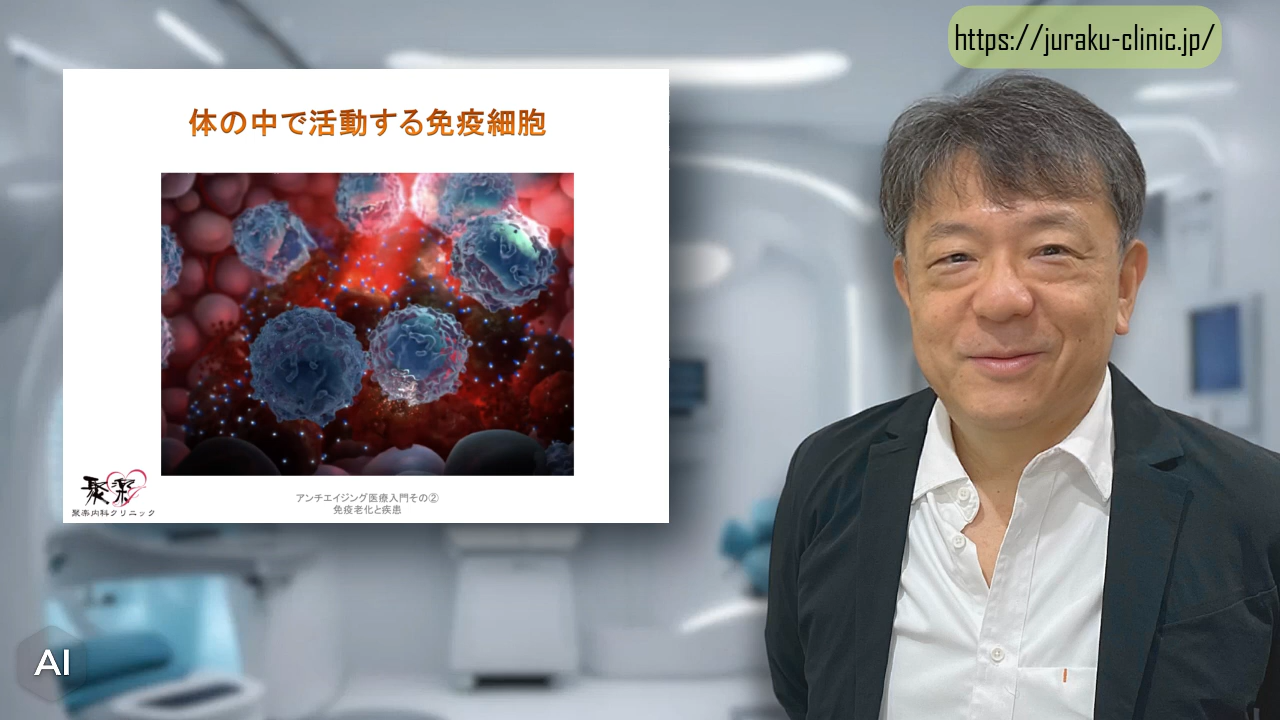 https://juraku-clinic.jp/
体の中で活動する免疫細胞
聚楽
聚楽内科クリニック
アンチエイジング医療入門その②
免疫老化と疾患
AI